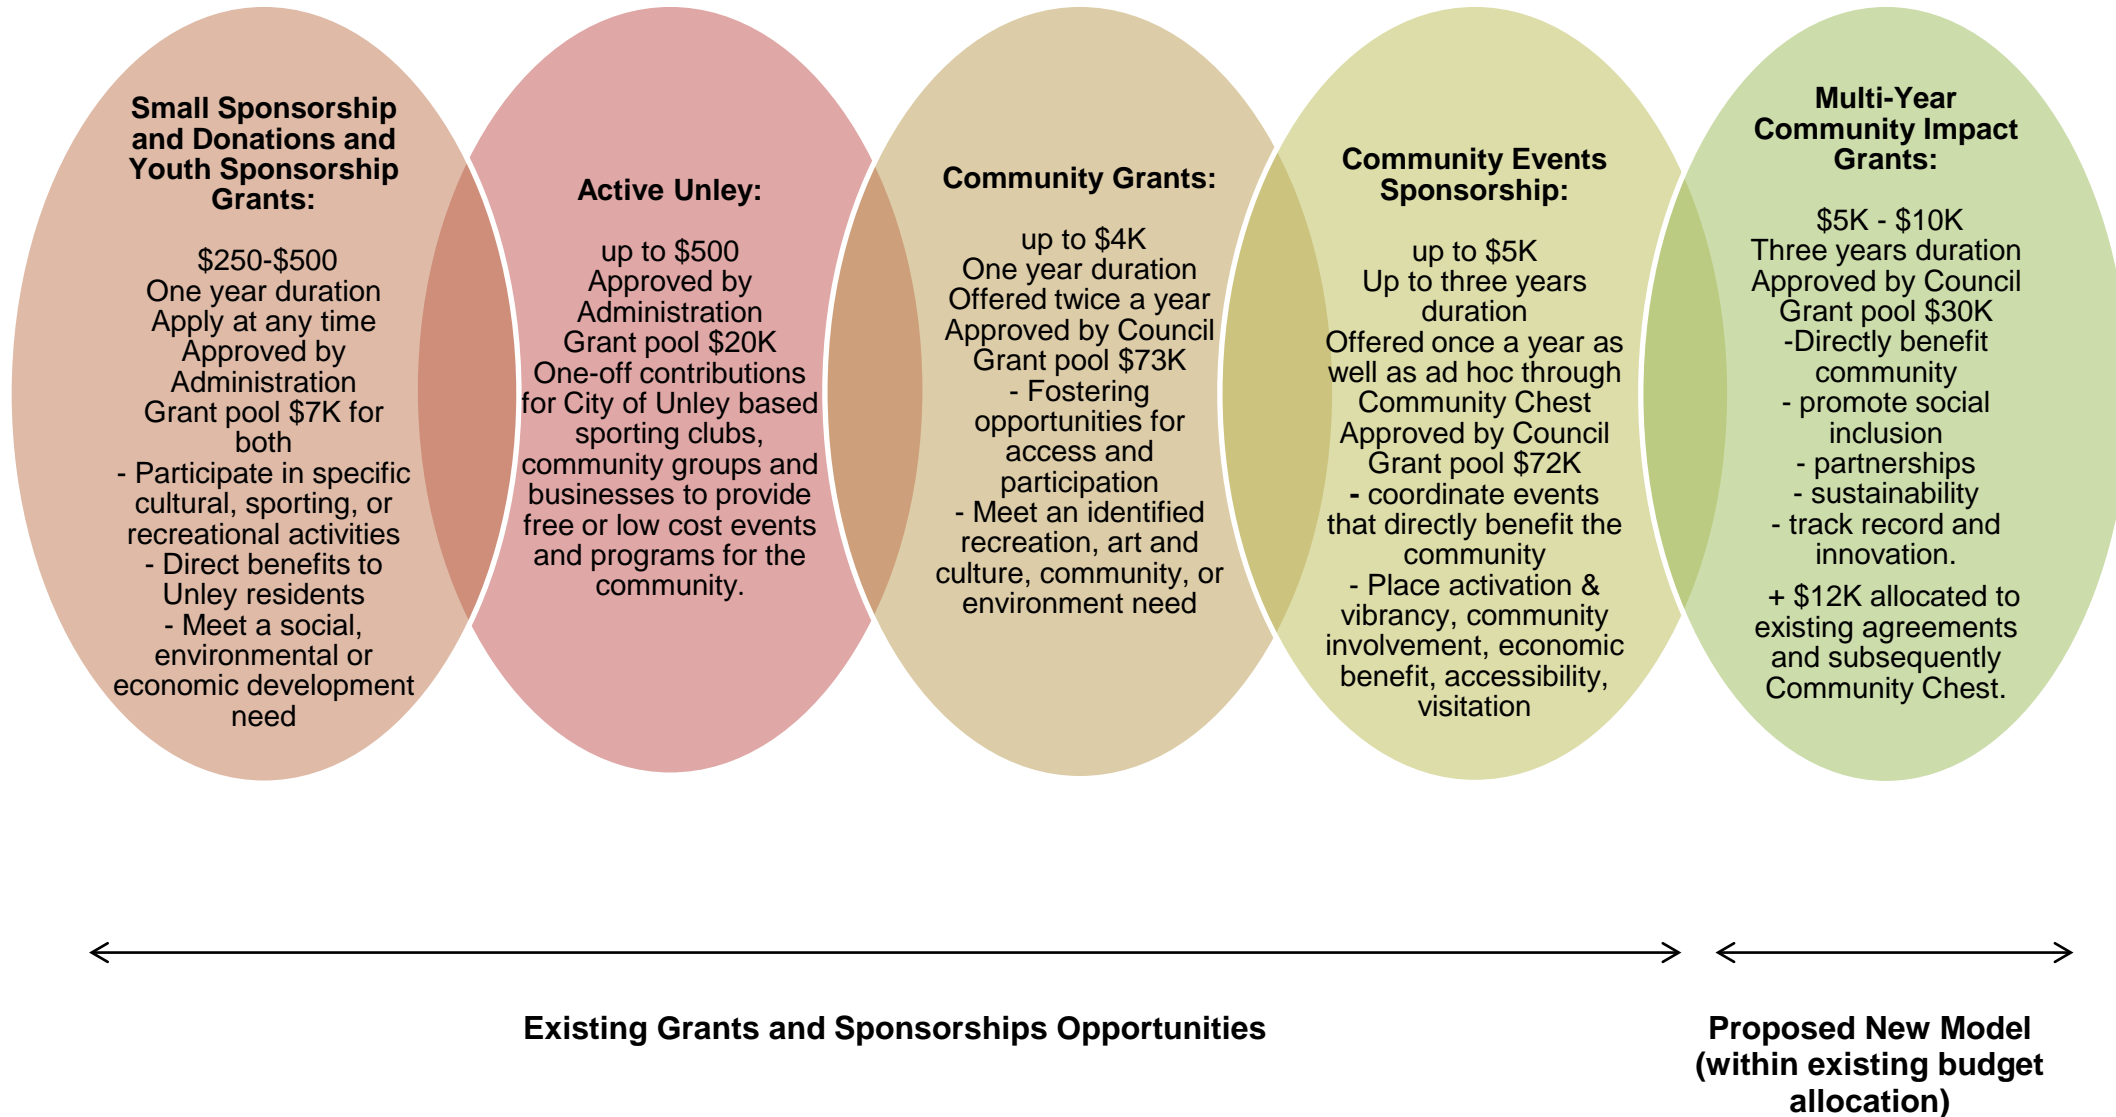 Small Sponsorship
and Donations and
Youth Sponsorship
Grants:
$250-$500
One year duration
Apply at any time
Approved by
Administration
Grant pool $7K for
both
- Participate in specific
cultural, sporting, or
recreational activities
- Direct benefits to
Unley residents
- Meet a social,
environmental or
economic development
need
Active Unley:
up to $500
Approved by
Administration
Grant pool $20K
One-off contributions
for City of Unley based
sporting clubs,
community groups and
businesses to provide
free or low cost events
and programs for the
community.
Community Grants:
up to $4K
One year duration
Offered twice a year
Approved by Council
Grant pool $73K
- Fostering
opportunities for
access and
participation
- Meet an identified
recreation, art and
culture, community, or
environment need
Community Events
Sponsorship:
up to $5K
Up to three years
duration
Offered once a year as
well as ad hoc through
Community Chest
Approved by Council
Grant pool $72K
- coordinate events
that directly benefit the
community
- Place activation &
vibrancy, community
involvement, economic
benefit, accessibility,
visitation
Multi-Year
Community Impact
Grants:
$5K - $10K
Three years duration
Approved by Council
Grant pool $30K
-Directly benefit
community
- promote social
inclusion
- partnerships
- sustainability
- track record and
innovation.
+ $12K allocated to
existing agreements
and subsequently
Community Chest.
Existing Grants and Sponsorships Opportunities
Proposed New Model
(within existing budget
allocation)